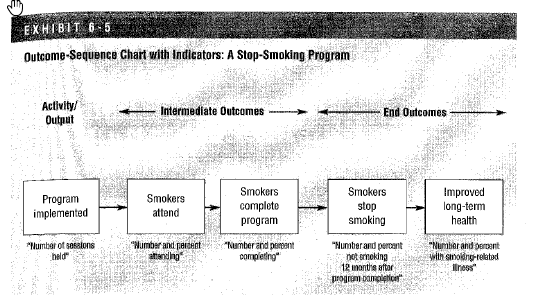 EXHIBIT 6-5
Outcome-Sequence Chart with Indicators: A Stop-Smoking Program
Activity/
Output
Intermediate Outcomes
End Outcomes
Program
implemented
Smokers
attend
Smokers
complete
program
Smokers
stop
smoking
Improved
long-term
health
"Number of sessions
held"
"Number and percent
attending"
"Number and percent
completing"
"Number and percent
not smoking
12 months after
program completion"
"Number and percent
with smoking-related
illness"